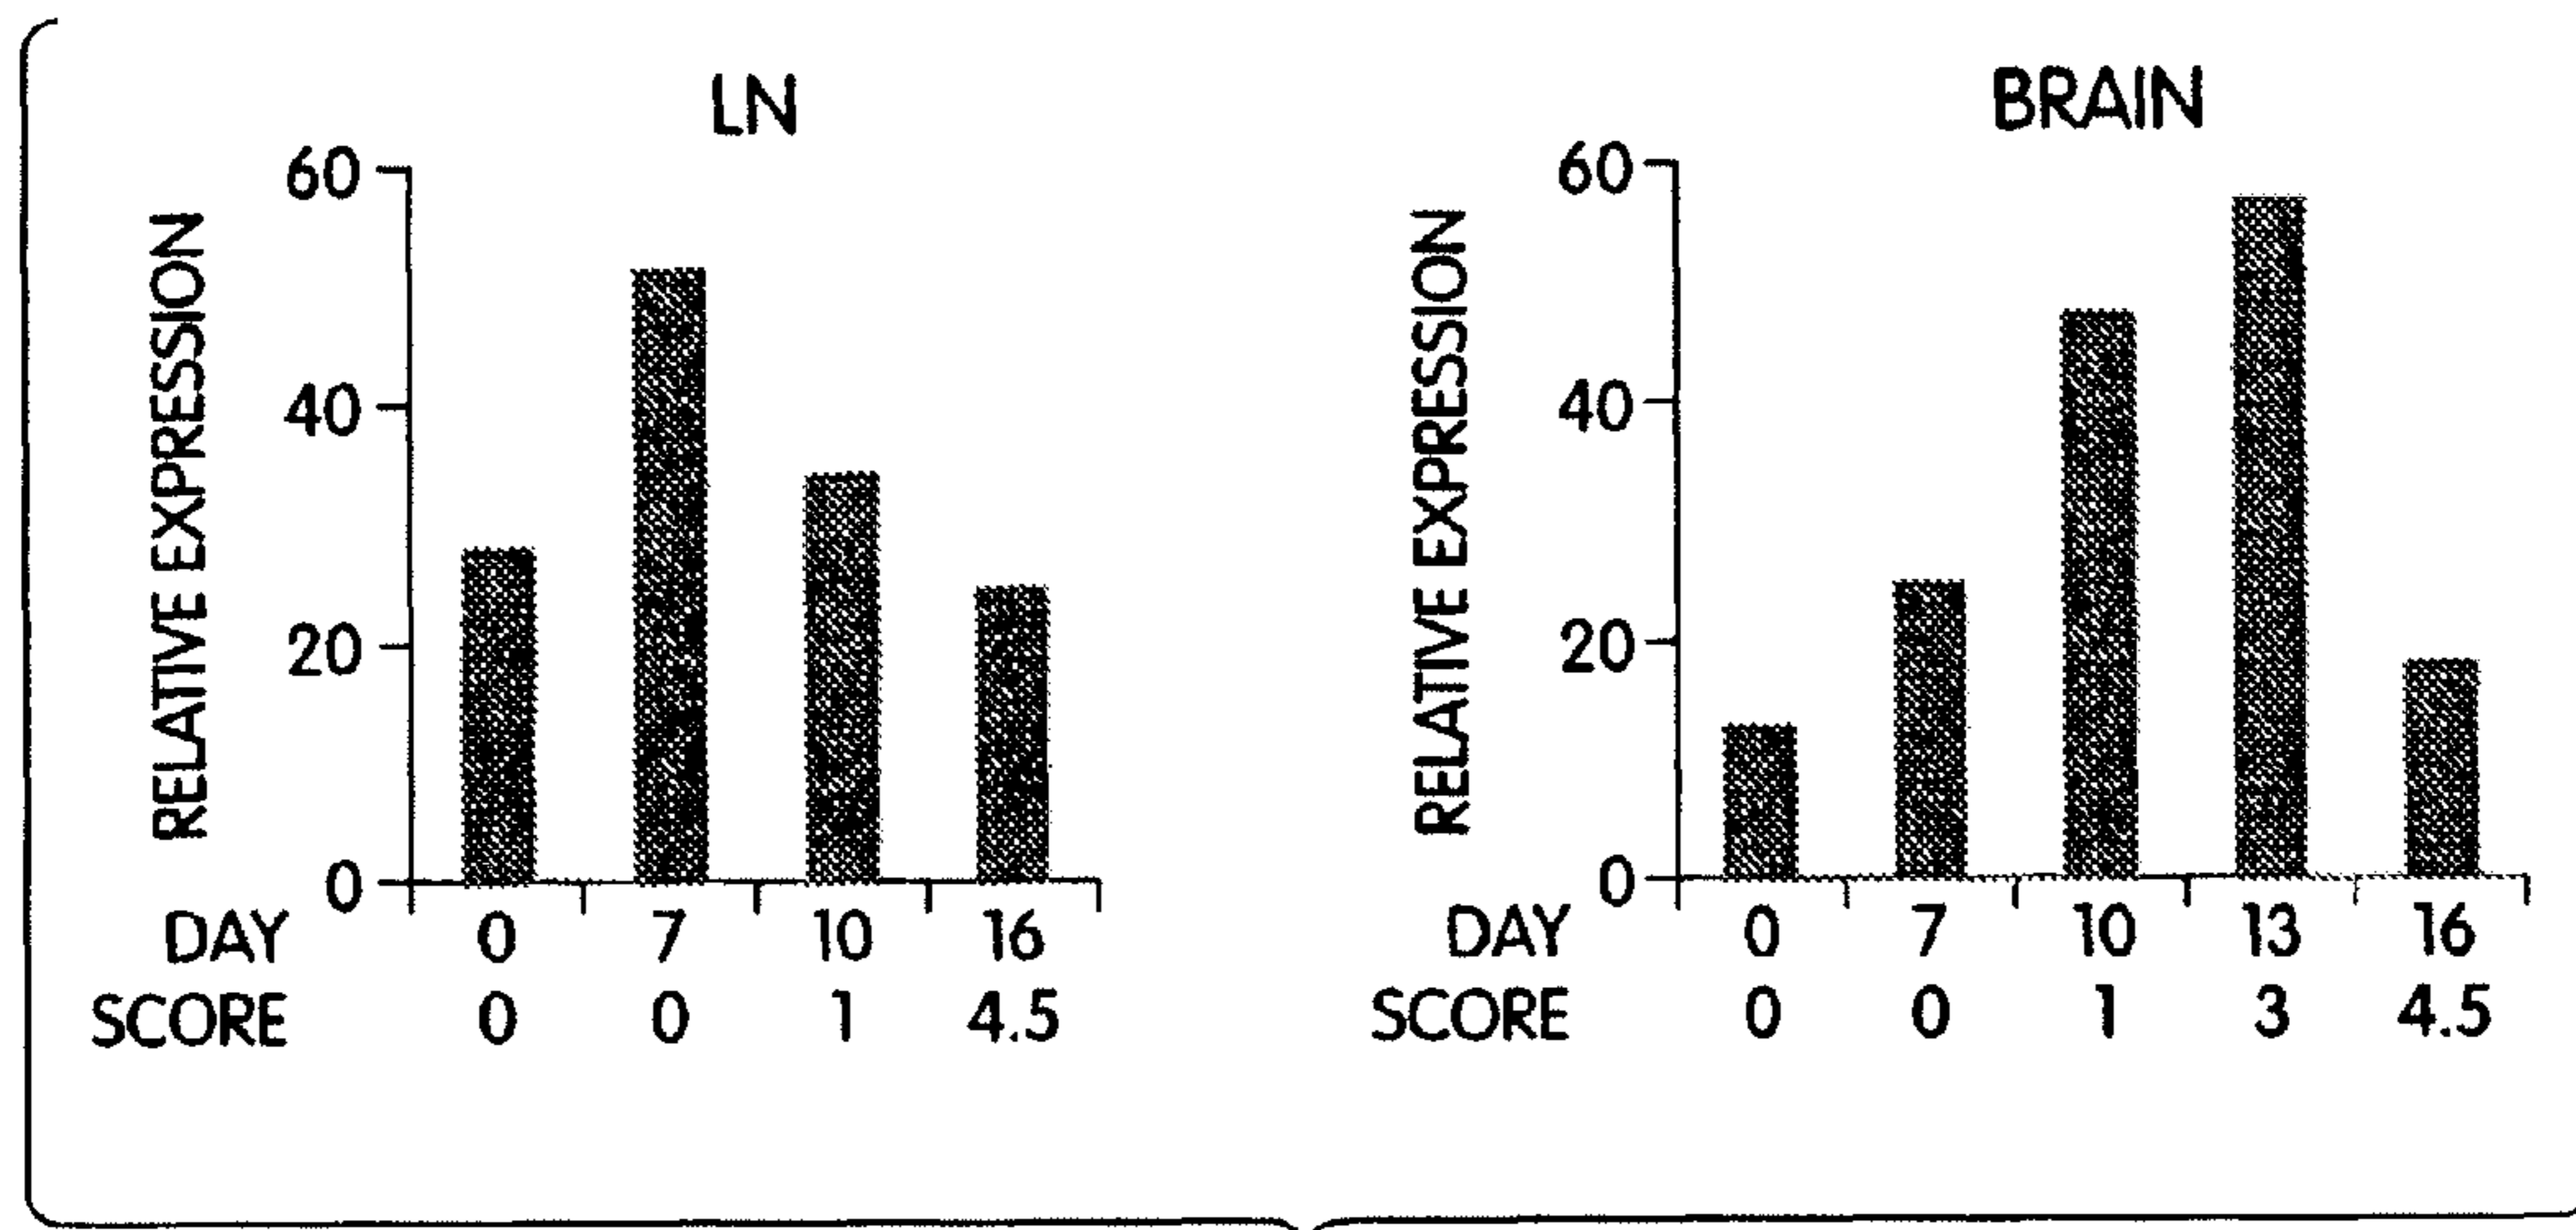 LN
RELATIVE EXPRESSION
60
40
20
0
DAY 0 7 10 16
SCORE 0 0 1 4.5
BRAIN
RELATIVE EXPRESSION
60
40
20
0
DAY 0 7 10 13 16
SCORE 0 0 1 3 4.5